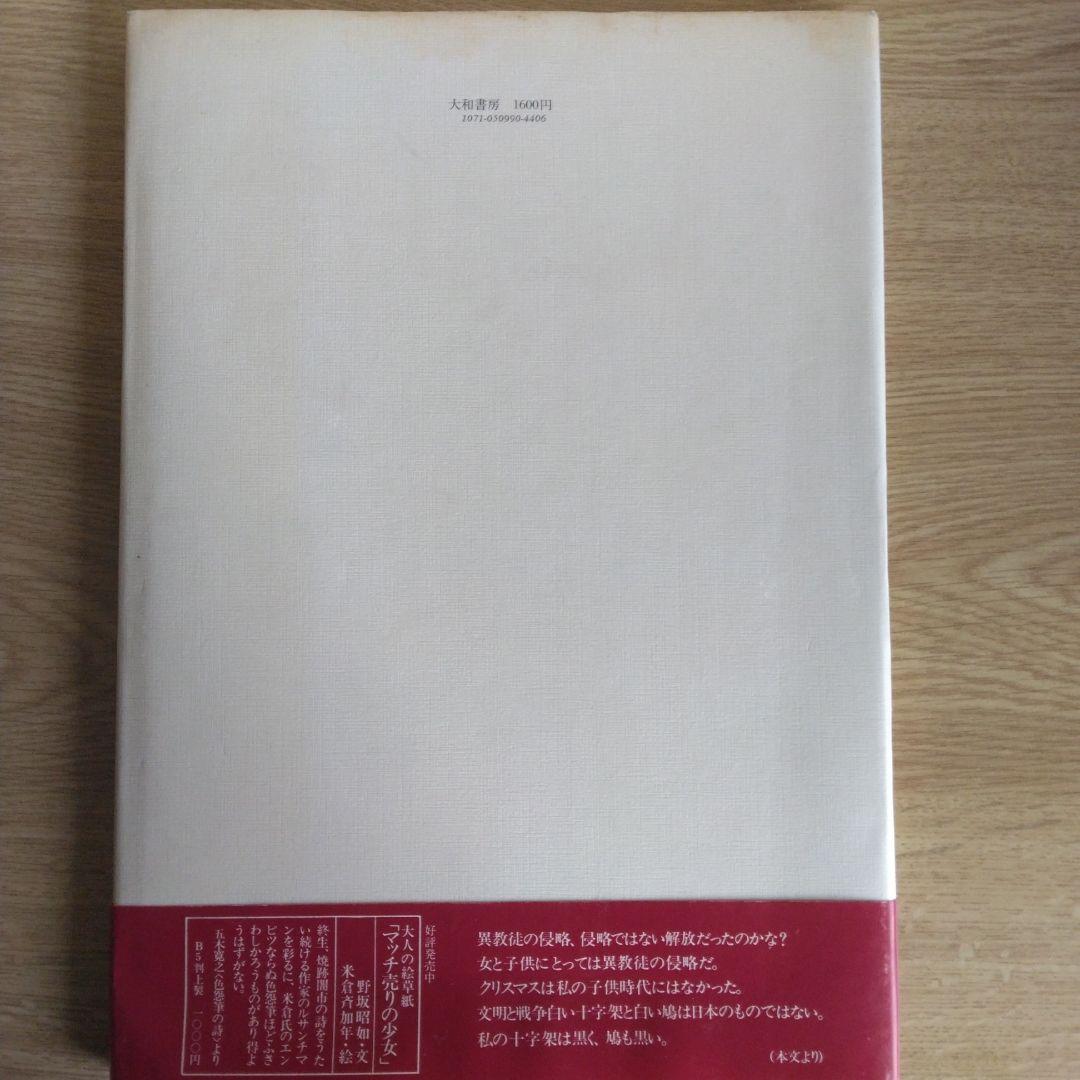 大和書房 1600円
1071-050990-4406
好評発売中
大人の絵草紙
「マッチ売りの少女」
野坂昭如・文
米倉斉加年・絵
終生、焼跡闇市の詩をうた
い続ける作家のルサンチマ
ンを彩るに、米倉氏のエン
ピツならぬ色怨筆ほどふさ
わしかろうものがあり得よ
うはずがない。
五木寛之〈色怨筆の詩〉より
B5判上製 一〇〇〇円
異教徒の侵略、侵略ではない解放だったのかな?
女と子供にとっては異教徒の侵略だ。
クリスマスは私の子供時代にはなかった。
文明と戦争白い十字架と白い鳩は日本のものではない。
私の十字架は黒く、鳩も黒い。
(本文より)